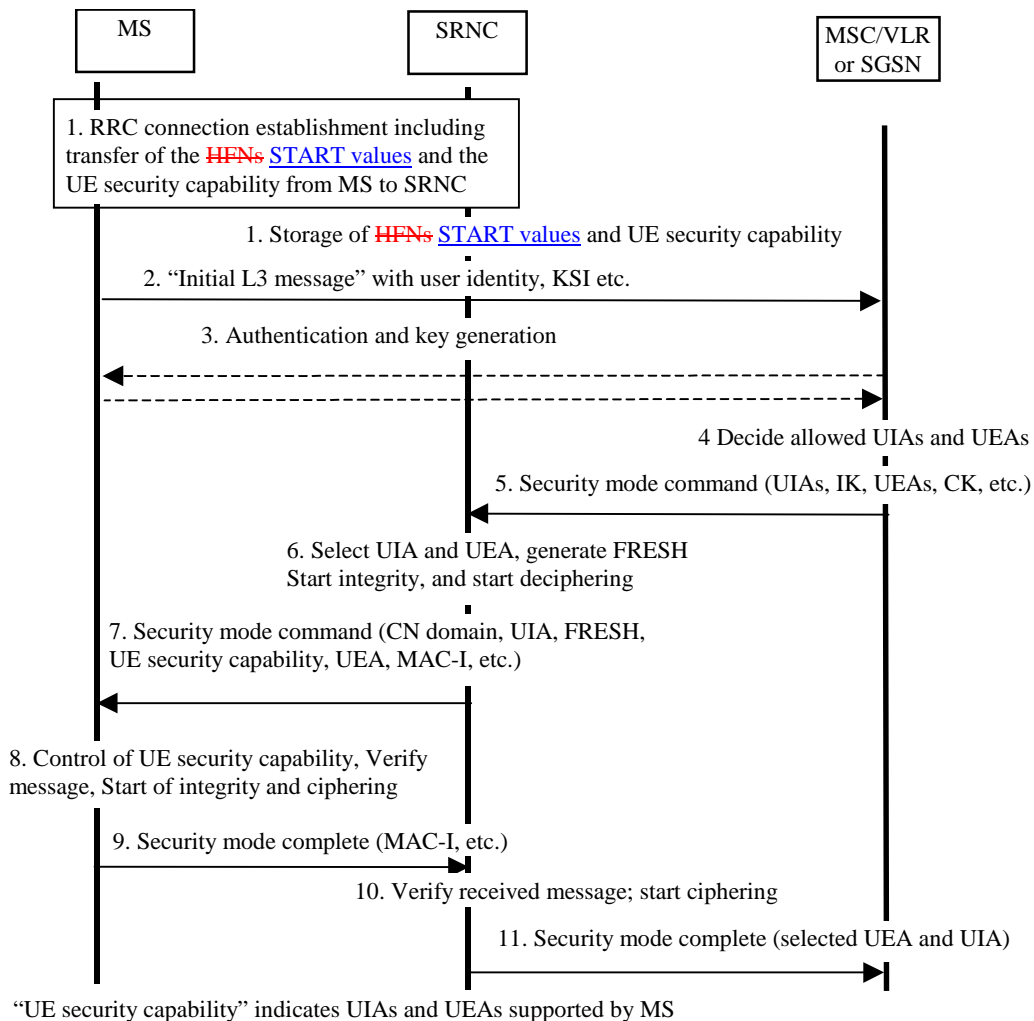 MS
SRNC
MSC/VLR
or SGSN
1. RRC connection establishment including
transfer of the HFNs START values and the
UE security capability from MS to SRNC
1. Storage of HFNs START values and UE security capability
2. “Initial L3 message” with user identity, KSI etc.
3. Authentication and key generation
4 Decide allowed UIAs and UEAs
5. Security mode command (UIAs, IK, UEAs, CK, etc.)
6. Select UIA and UEA, generate FRESH
Start integrity, and start deciphering
7. Security mode command (CN domain, UIA, FRESH,
UE security capability, UEA, MAC-I, etc.)
8. Control of UE security capability, Verify
message, Start of integrity and ciphering
9. Security mode complete (MAC-I, etc.)
10. Verify received message; start ciphering
11. Security mode complete (selected UEA and UIA)
“UE security capability” indicates UIAs and UEAs supported by MS